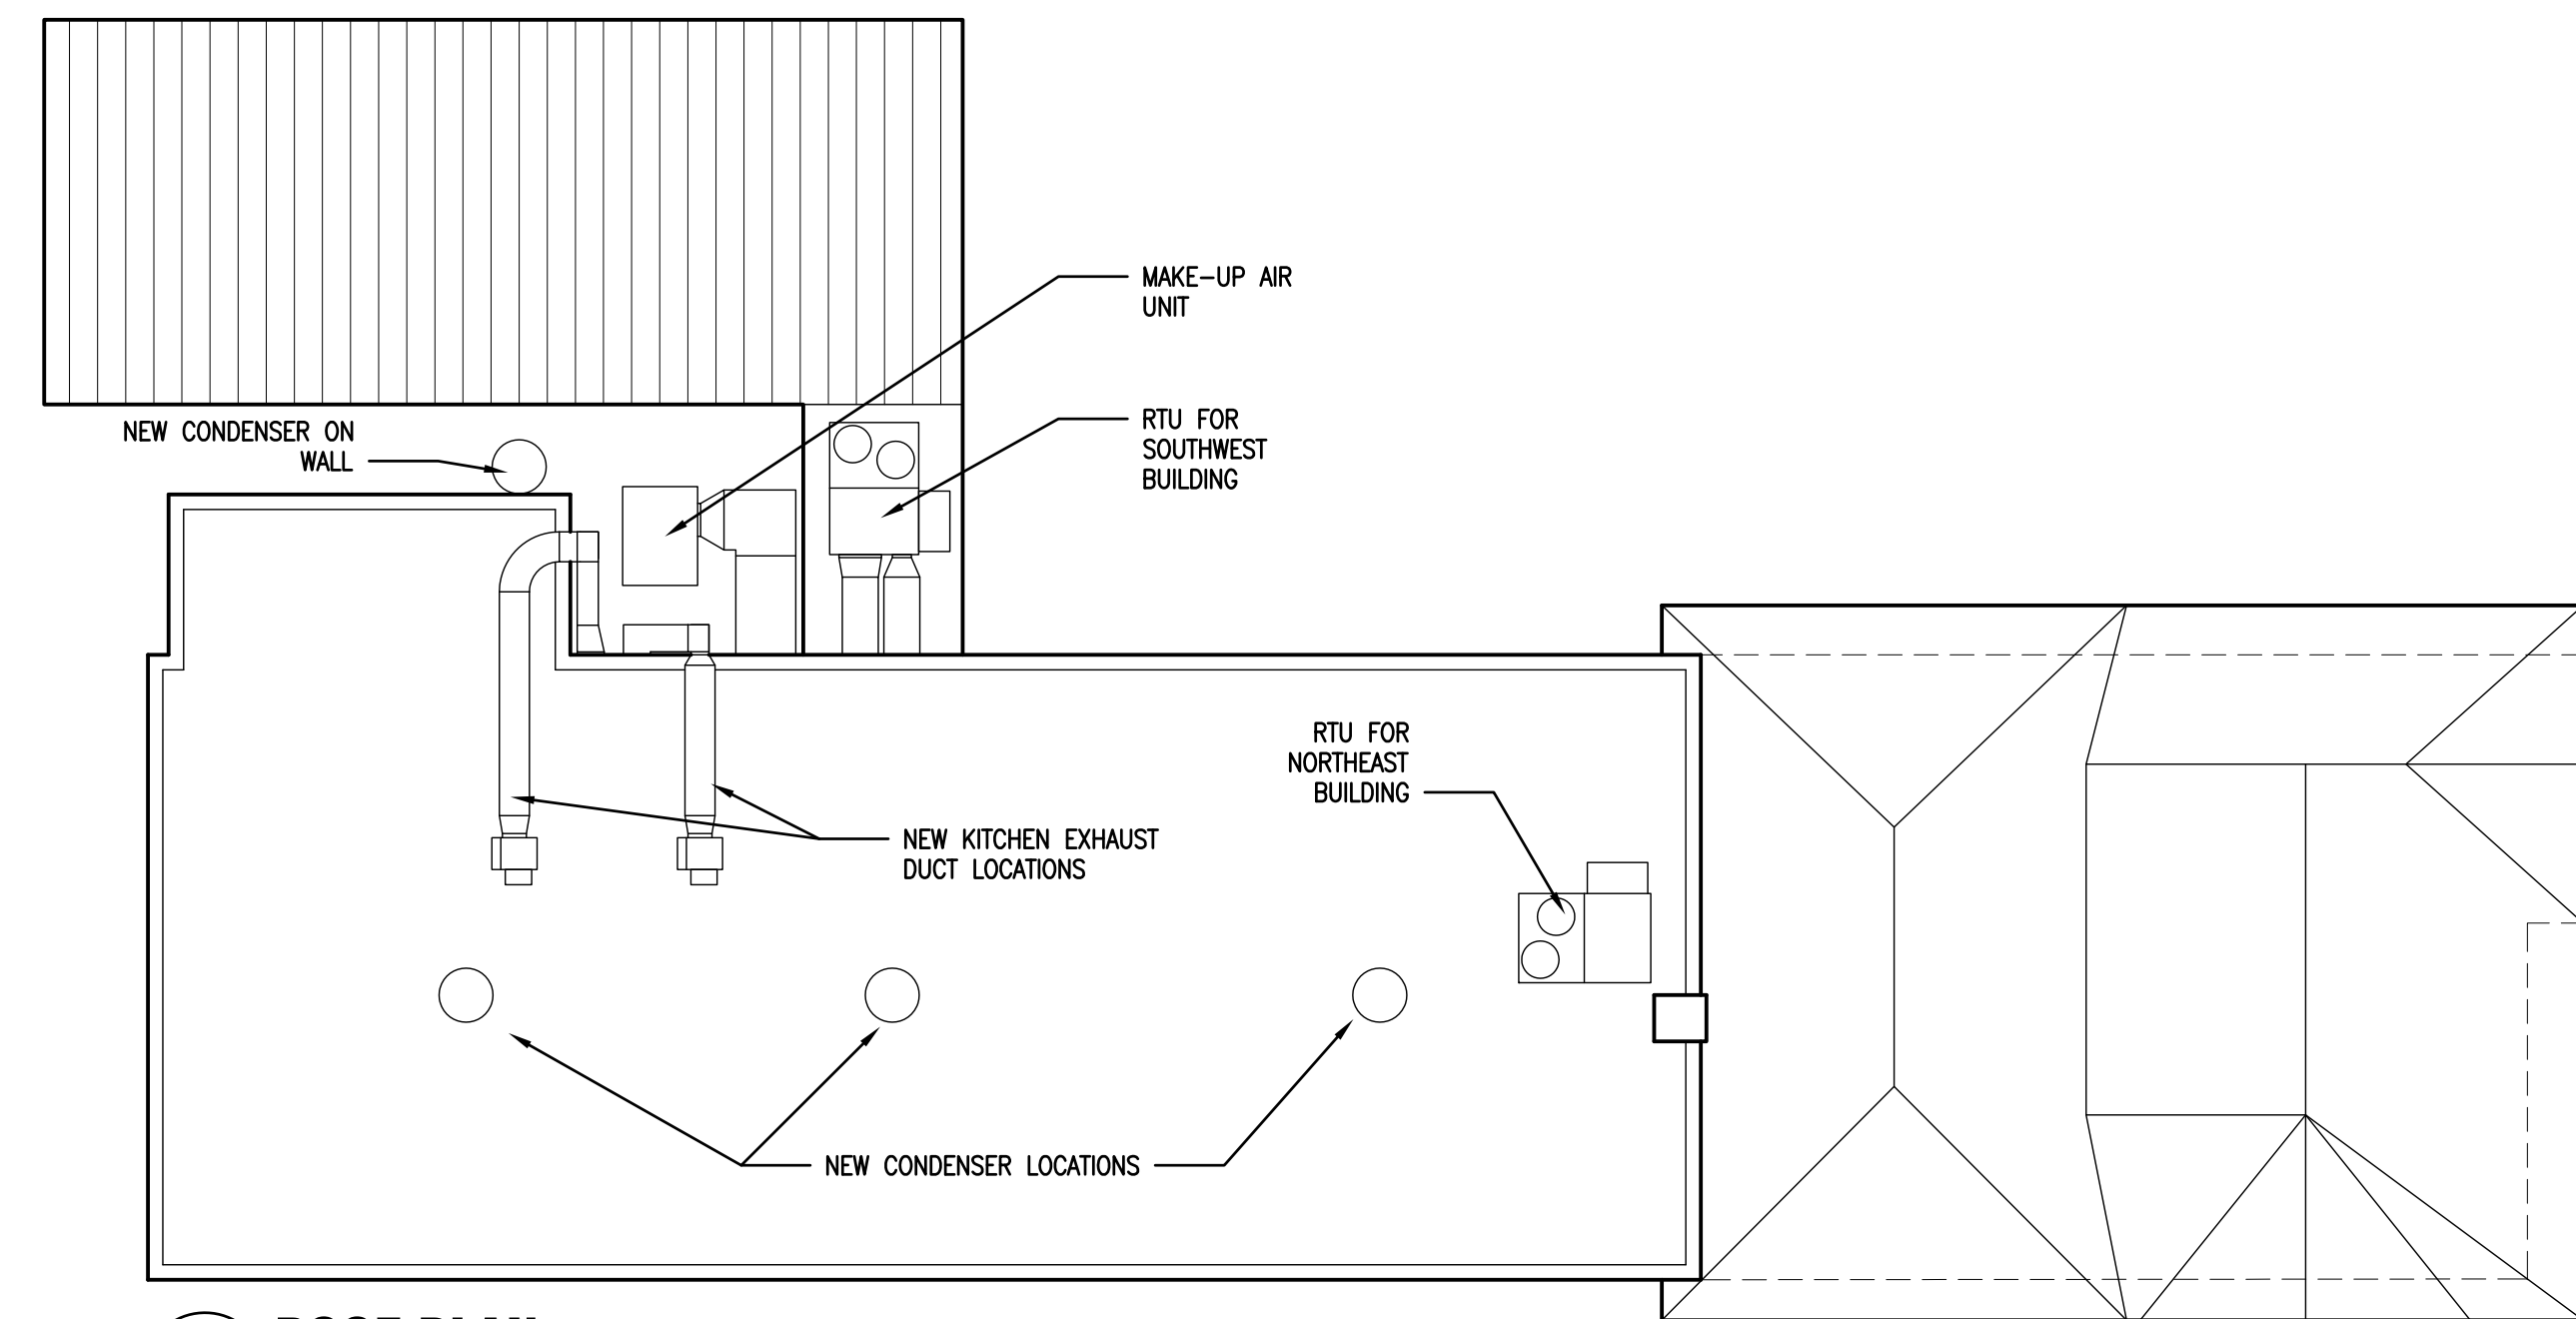 MAKE-UP AIR
UNIT
RTU FOR
SOUTHWEST
BUILDING
NEW CONDENSER ON
WALL
RTU FOR
NORTHEAST
BUILDING
NEW KITCHEN EXHAUST
DUCT LOCATIONS
NEW CONDENSER LOCATIONS